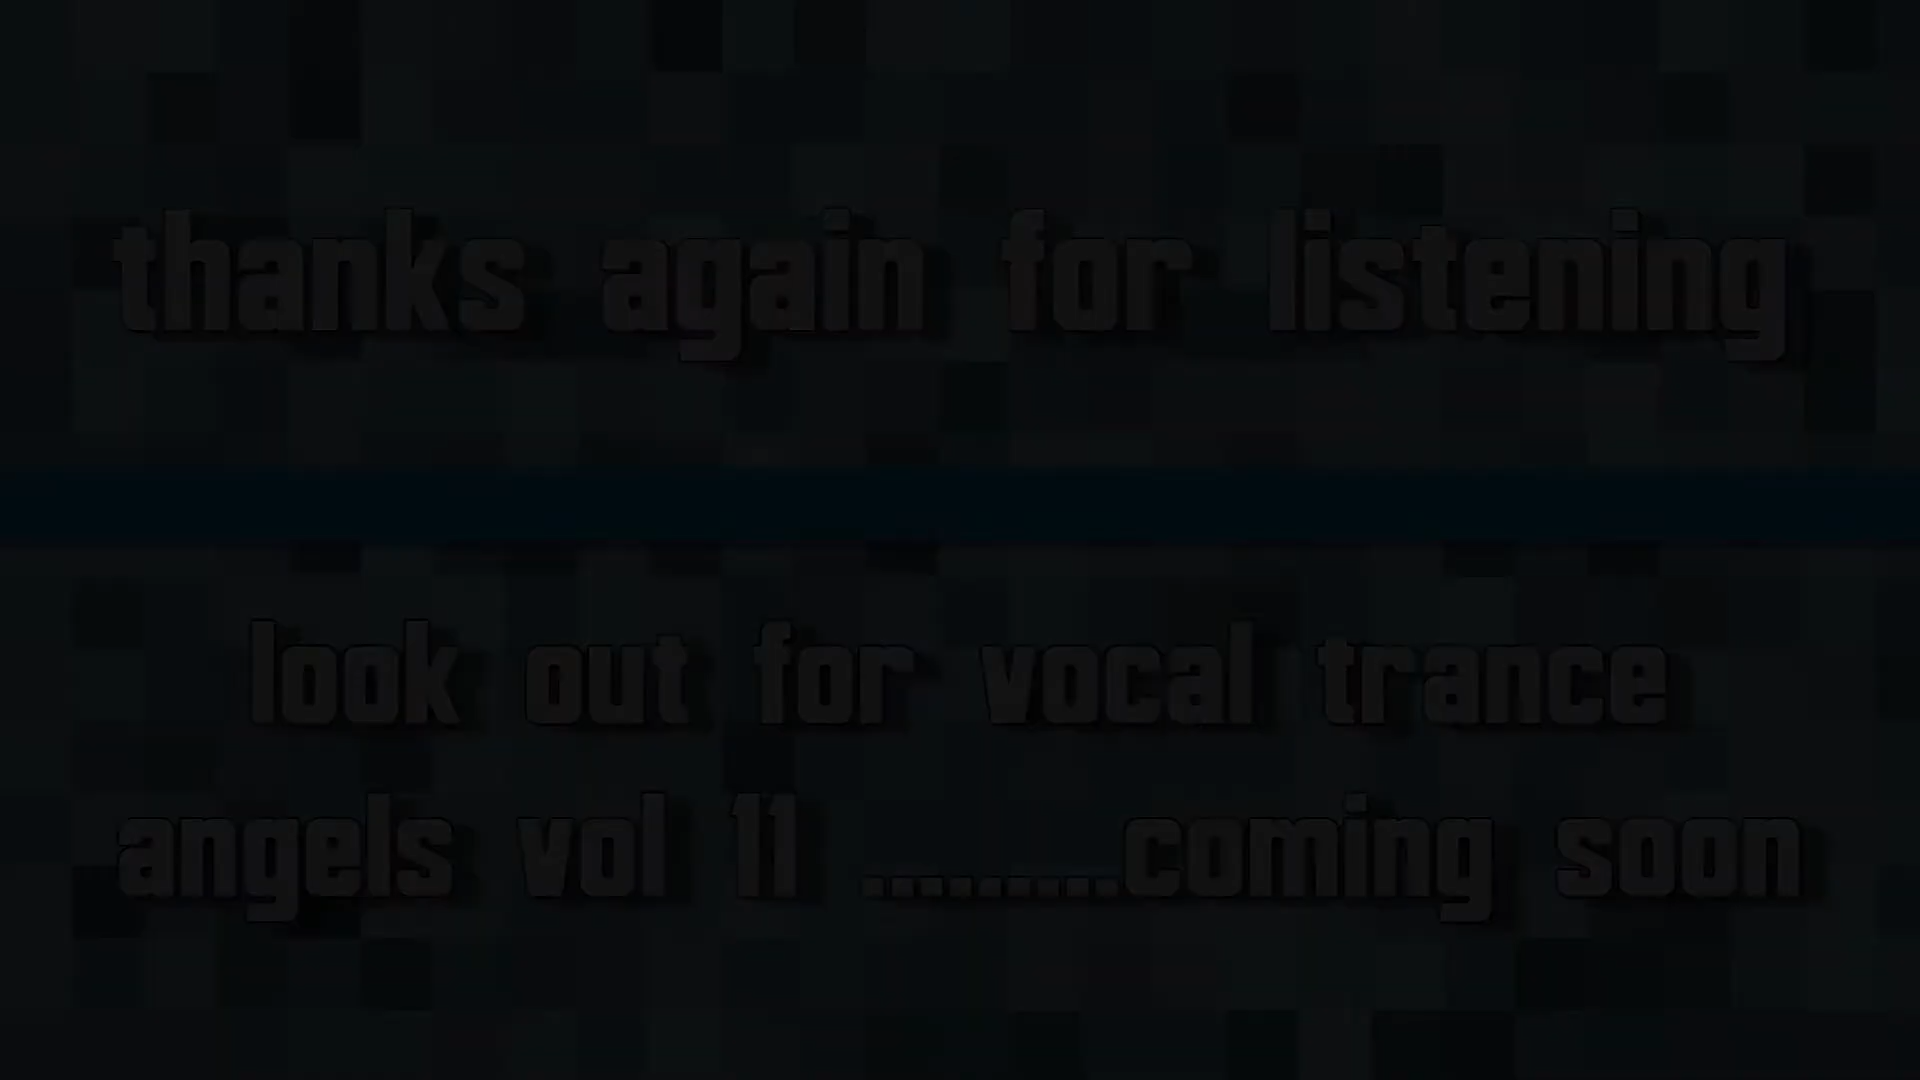 thanks again for listening
look out for vocal trance
angels vol 11 .........coming soon